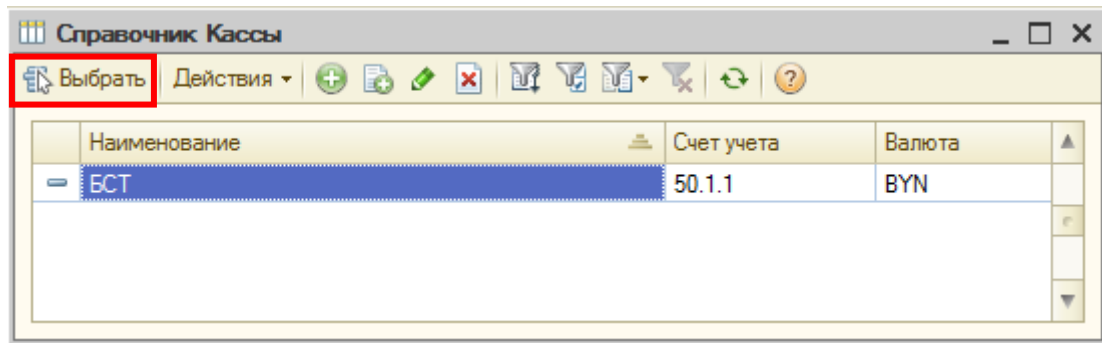 Справочник Кассы
Выбрать Действия
Наименование Счет учета Валюта
БСТ 50.1.1 BYN